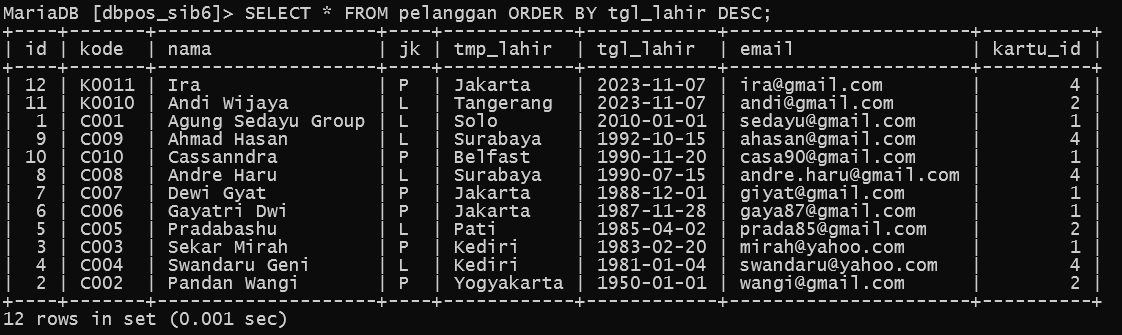 MariaDB [dbpos_sib6]> SELECT * FROM pelanggan ORDER BY tgl_lahir DESC;
+----+-------+--------------------+----+------------+------------+----------------------+----------+
| id | kode  | nama               | jk | tmp_lahir  | tgl_lahir  | email                | kartu_id |
+----+-------+--------------------+----+------------+------------+----------------------+----------+
| 12 | K0011 | Ira                | P  | Jakarta    | 2023-11-07 | ira@gmail.com        |        4 |
| 11 | K0010 | Andi Wijaya        | L  | Tangerang  | 2023-11-07 | andi@gmail.com       |        2 |
|  1 | C001  | Agung Sedayu Group | L  | Solo       | 2010-01-01 | sedayu@gmail.com     |        1 |
|  9 | C009  | Ahmad Hasan        | L  | Surabaya   | 1992-10-15 | ahasan@gmail.com     |        4 |
| 10 | C010  | Cassanndra         | P  | Belfast    | 1990-11-20 | casa90@gmail.com     |        1 |
|  8 | C008  | Andre Haru         | L  | Surabaya   | 1990-07-15 | andre.haru@gmail.com |        4 |
|  7 | C007  | Dewi Gyat          | P  | Jakarta    | 1988-12-01 | giyat@gmail.com      |        1 |
|  6 | C006  | Gayatri Dwi        | P  | Jakarta    | 1987-11-28 | gaya87@gmail.com     |        1 |
|  5 | C005  | Pradabashu         | L  | Pati       | 1985-04-02 | prada85@gmail.com    |        2 |
|  3 | C003  | Sekar Mirah        | P  | Kediri     | 1983-02-20 | mirah@yahoo.com      |        1 |
|  4 | C004  | Swandaru Geni      | L  | Kediri     | 1981-01-04 | swandaru@yahoo.com   |        4 |
|  2 | C002  | Pandan Wangi       | P  | Yogyakarta | 1950-01-01 | wangi@gmail.com      |        2 |
+----+-------+--------------------+----+------------+------------+----------------------+----------+
12 rows in set (0.001 sec)